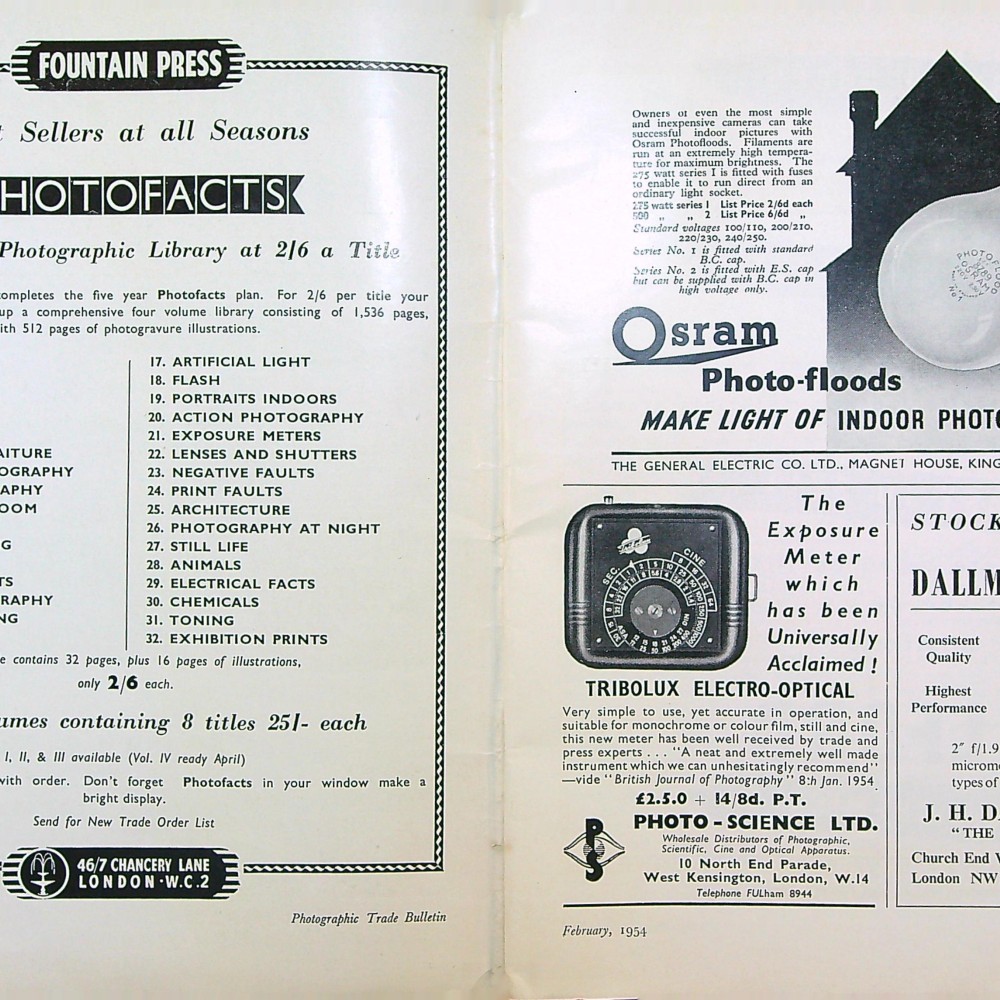 FOUNTAIN PRESS
Sellers at all Seasons
HOTOFACTS
Photographic Library at 2/6 a Title
completes the five year Photofacts plan. For 2/6 per title your
up a comprehensive four volume library consisting of 1,536 pages,
ith 512 pages of photogravure illustrations.
AITURE
OGRAPHY
APHY
OOM
G
TS
RAPHY
NG
17. ARTIFICIAL LIGHT
18. FLASH
19. PORTRAITS INDOORS
20. ACTION PHOTOGRAPHY
21. EXPOSURE METERS
22. LENSES AND SHUTTERS
23. NEGATIVE FAULTS
24. PRINT FAULTS
25. ARCHITECTURE
26. PHOTOGRAPHY AT NIGHT
27. STILL LIFE
28. ANIMALS
29. ELECTRICAL FACTS
30. CHEMICALS
31. TONING
32. EXHIBITION PRINTS
e contains 32 pages, plus 16 pages of illustrations,
only 2/6 each.
umes containing 8 titles 25/- each
I, II, & III available (Vol. IV ready April)
with order. Don't forget Photofacts in your window make a
bright display.
Send for New Trade Order List
46/7 CHANCERY LANE
LONDON · W.C.2
Photographic Trade Bulletin
Owners of even the most simple
and inexpensive cameras can take
successful indoor pictures with
Osram Photofloods. Filaments are
run at an extremely high tempera-
ture for maximum brightness. The
275 watt series I is fitted with fuses
to enable it to run direct from an
ordinary light socket.
275 watt series 1 List Price 2/6d each
500 „ „ 2 List Price 6/6d „
Standard voltages 100/110, 200/210,
220/230, 240/250.
Series No. 1 is fitted with standard
B.C. cap.
Series No. 2 is fitted with E.S. cap
but can be supplied with B.C. cap in
high voltage only.
Osram
Photo-floods
MAKE LIGHT OF INDOOR PHOTO
THE GENERAL ELECTRIC CO. LTD., MAGNET HOUSE, KING
The
Exposure
Meter
which
has been
Universally
Acclaimed!
SEC.
CINE
ASA
DIN
TRIBOLUX ELECTRO-OPTICAL
Very simple to use, yet accurate in operation, and
suitable for monochrome or colour film, still and cine,
this new meter has been well received by trade and
press experts . . . "A neat and extremely well made
instrument which we can unhesitatingly recommend"
—vide "British Journal of Photography" 8th Jan. 1954.
£2.5.0 + 14/8d. P.T.
PHOTO-SCIENCE LTD.
Wholesale Distributors of Photographic,
Scientific, Cine and Optical Apparatus.
10 North End Parade,
West Kensington, London, W.14
Telephone FULham 8944
PS
STOCK
DALLM
Consistent
Quality
Highest
Performance
2″ f/1.9
microm
types of
J. H. DA
"THE
Church End W
London NW
February, 1954